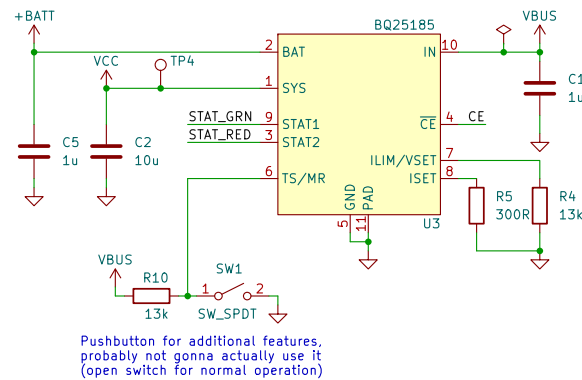 +BATT
BQ25185
VBUS
2 BAT
IN 10
VCC
TP4
1 SYS
C1
1u
STAT_GRN 9 STAT1
CE 4 CE
STAT_RED 3 STAT2
C5
1u
C2
10u
ILIM/VSET 7
6 TS/MR
ISET 8
R5
300R
R4
13k
GND
PAD
5
11
U3
VBUS
R10
13k
SW1
1 2
SW_SPDT
Pushbutton for additional features,
probably not gonna actually use it
(open switch for normal operation)